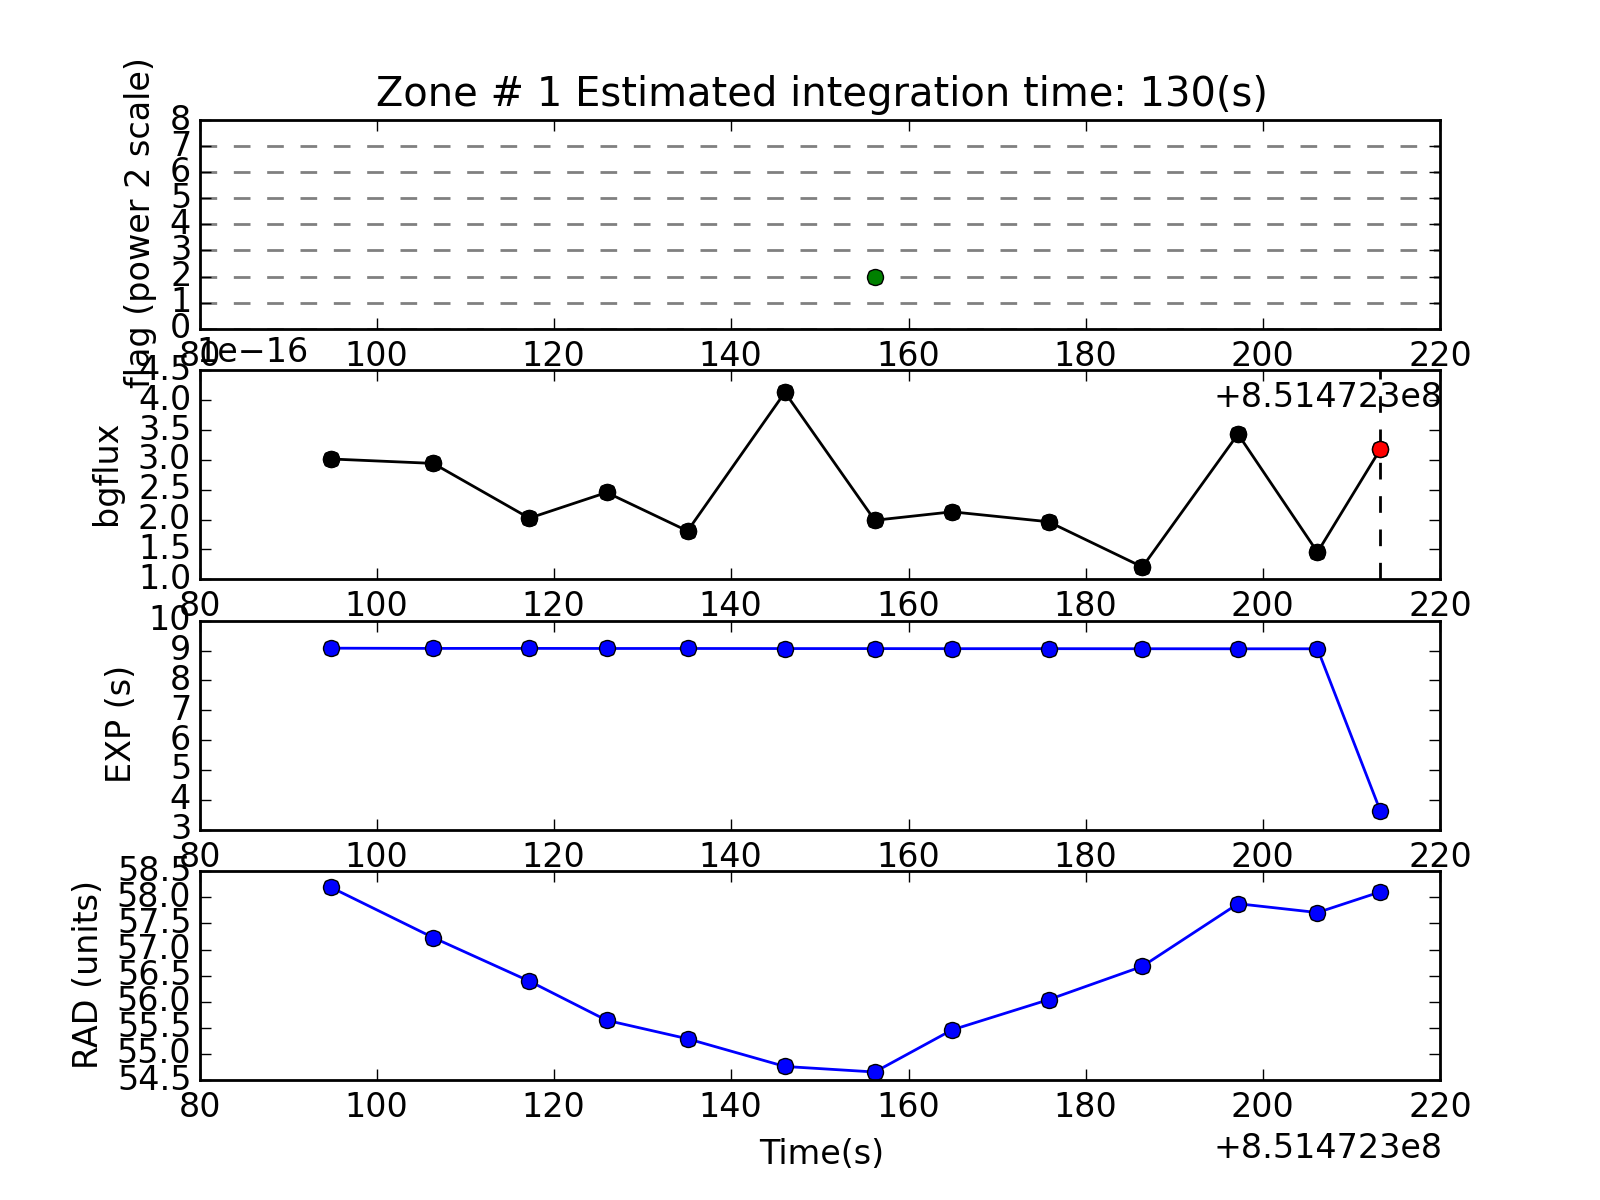 Zone # 1 Estimated integration time: 130(s)
flag (power 2 scale)
8
7
6
5
4
3
2
1
0
80 100 120 140 160 180 200 220
1e−16
+8.514723e8
bgflux
4.5
4.0
3.5
3.0
2.5
2.0
1.5
1.0
80 100 120 140 160 180 200 220
EXP (s)
10
9
8
7
6
5
4
3
80 100 120 140 160 180 200 220
RAD (units)
58.5
58.0
57.5
57.0
56.5
56.0
55.5
55.0
54.5
80 100 120 140 160 180 200 220
Time(s)
+8.514723e8